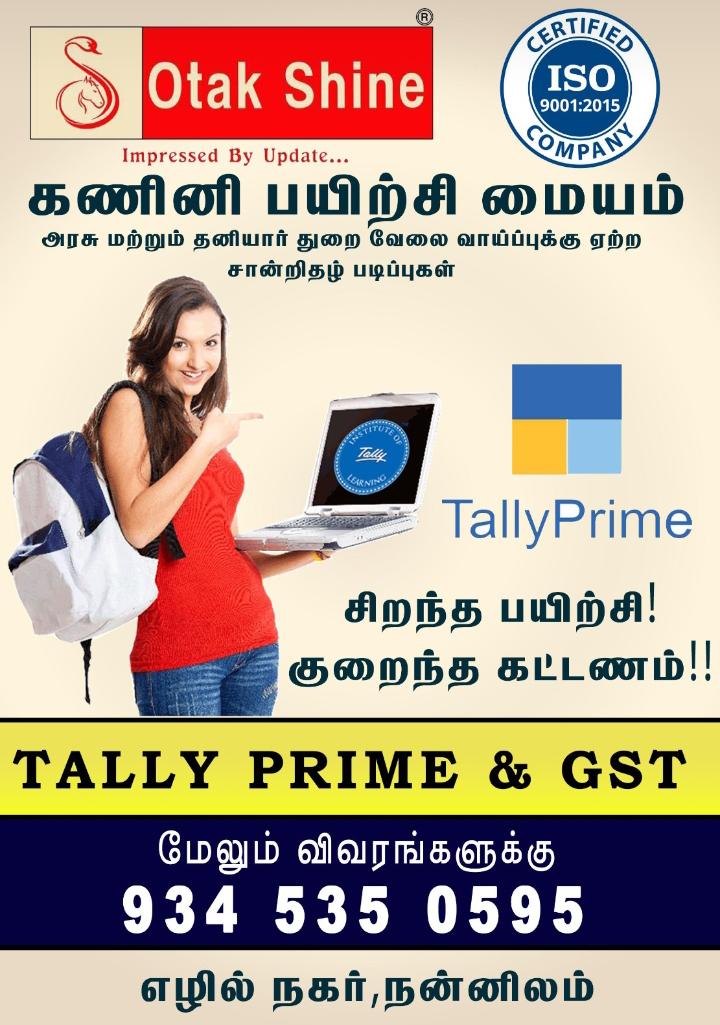 ®
Otak Shine
Impressed By Update...
CERTIFIED
ISO
9001:2015
COMPANY
கணினி பயிற்சி மையம்
அரசு மற்றும் தனியார் துறை வேலை வாய்ப்புக்கு ஏற்ற
சான்றிதழ் படிப்புகள்
INSTITUTE OF
Tally
LEARNING
TallyPrime
சிறந்த பயிற்சி!
குறைந்த கட்டணம்!!
TALLY PRIME & GST
மேலும் விவரங்களுக்கு
934 535 0595
எழில் நகர்,நன்னிலம்